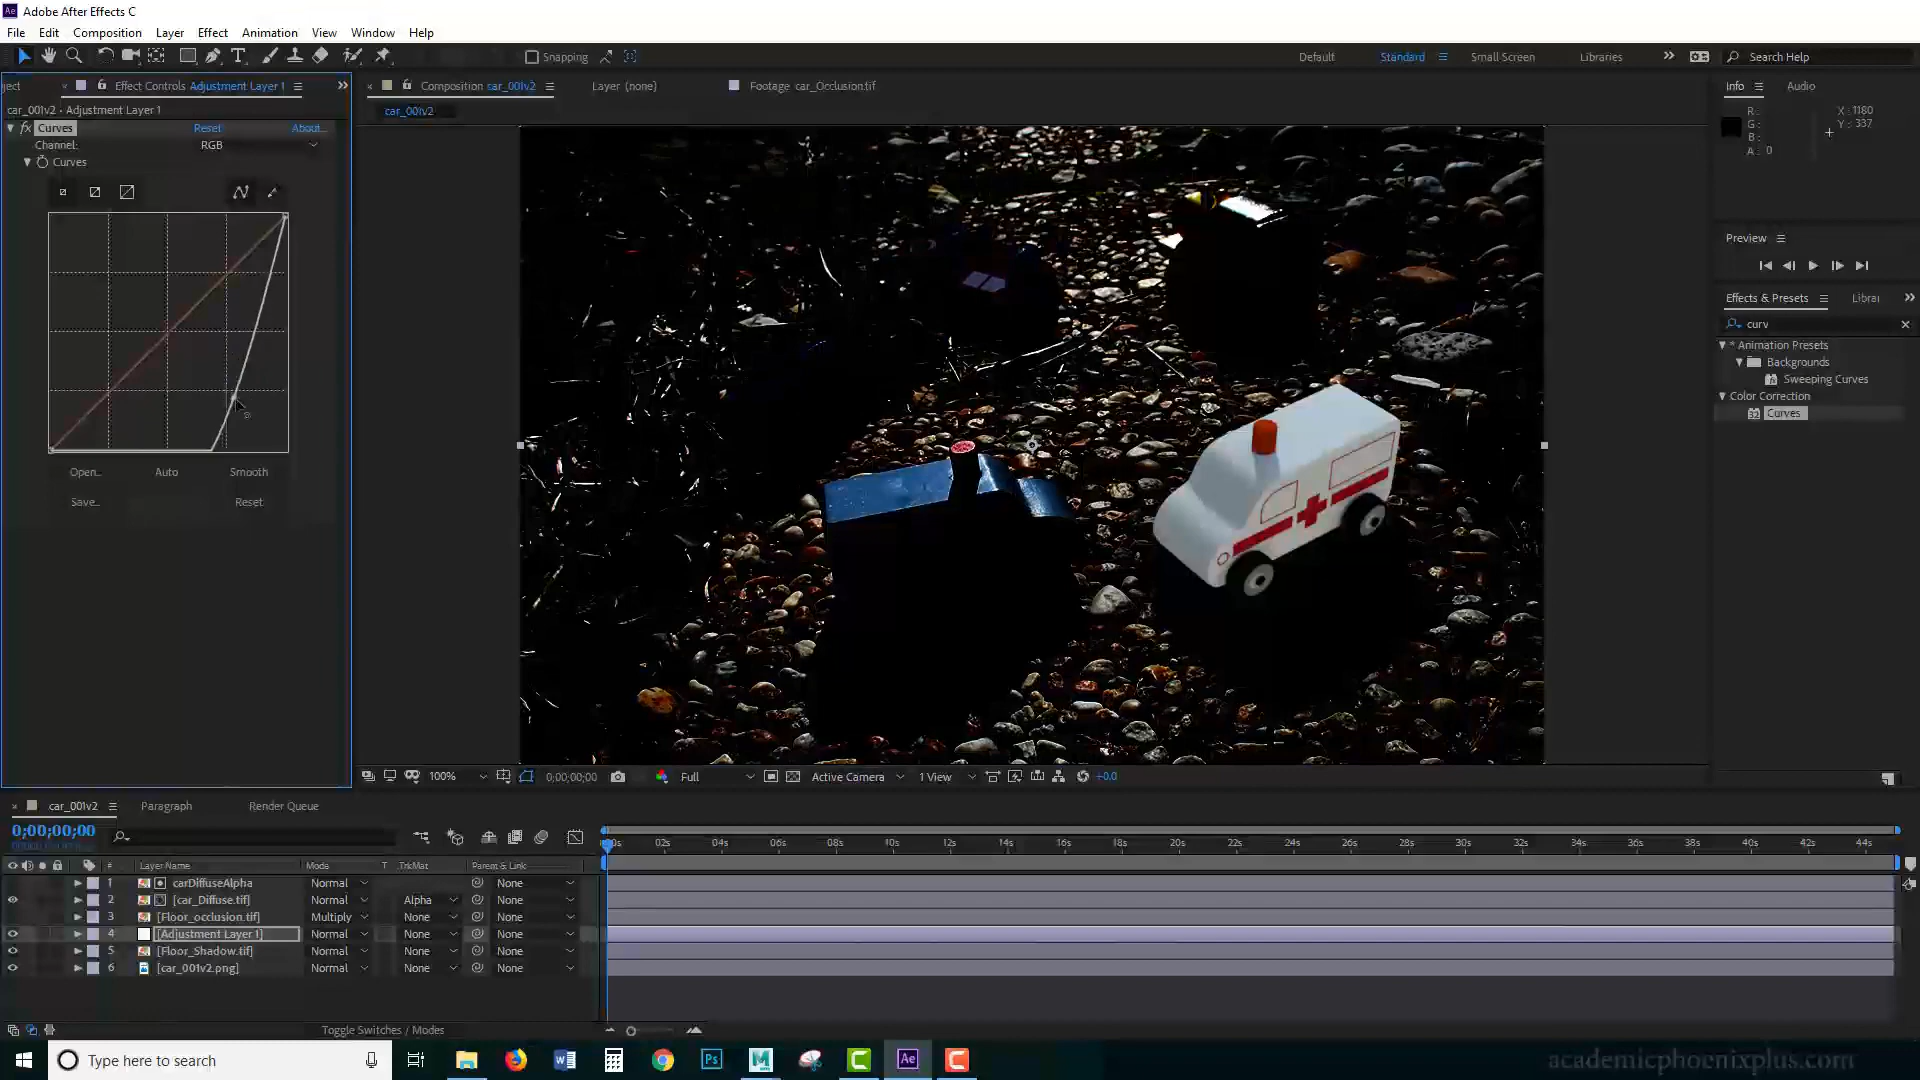 Adobe After Effects C
File Edit Composition Layer Effect Animation View Window Help
Snapping
Default Standard Small Screen Libraries Search Help
ject Effect Controls Adjustment Layer 1
Composition car_001v2 Layer (none) Footage car_Occlusion.tif
Info Audio
car_001v2 • Adjustment Layer 1
car_001v2
R: X: 1180
G: Y: 337
B:
A: 0
fx Curves Reset About...
Channel: RGB
Curves
Open... Auto Smooth
Save... Reset
Preview
Effects & Presets Librar
curv
* Animation Presets
Backgrounds
Sweeping Curves
Color Correction
Curves
100% 0;00;00;00 Full Active Camera 1 View +0.0
car_001v2 Paragraph Render Queue
0;00;00;00
02s 04s 06s 08s 10s 12s 14s 16s 18s 20s 22s 24s 26s 28s 30s 32s 34s 36s 38s 40s 42s 44s
# Layer Name Mode T TrkMat Parent & Link
1 carDiffuseAlpha Normal None
2 [car_Diffuse.tif] Normal Alpha None
3 [Floor_occlusion.tif] Multiply None None
4 [Adjustment Layer 1] Normal None None
5 [Floor_Shadow.tif] Normal None None
6 [car_001v2.png] Normal None None
Toggle Switches / Modes
Type here to search
Ps
Ae
academicphoenixplus.com